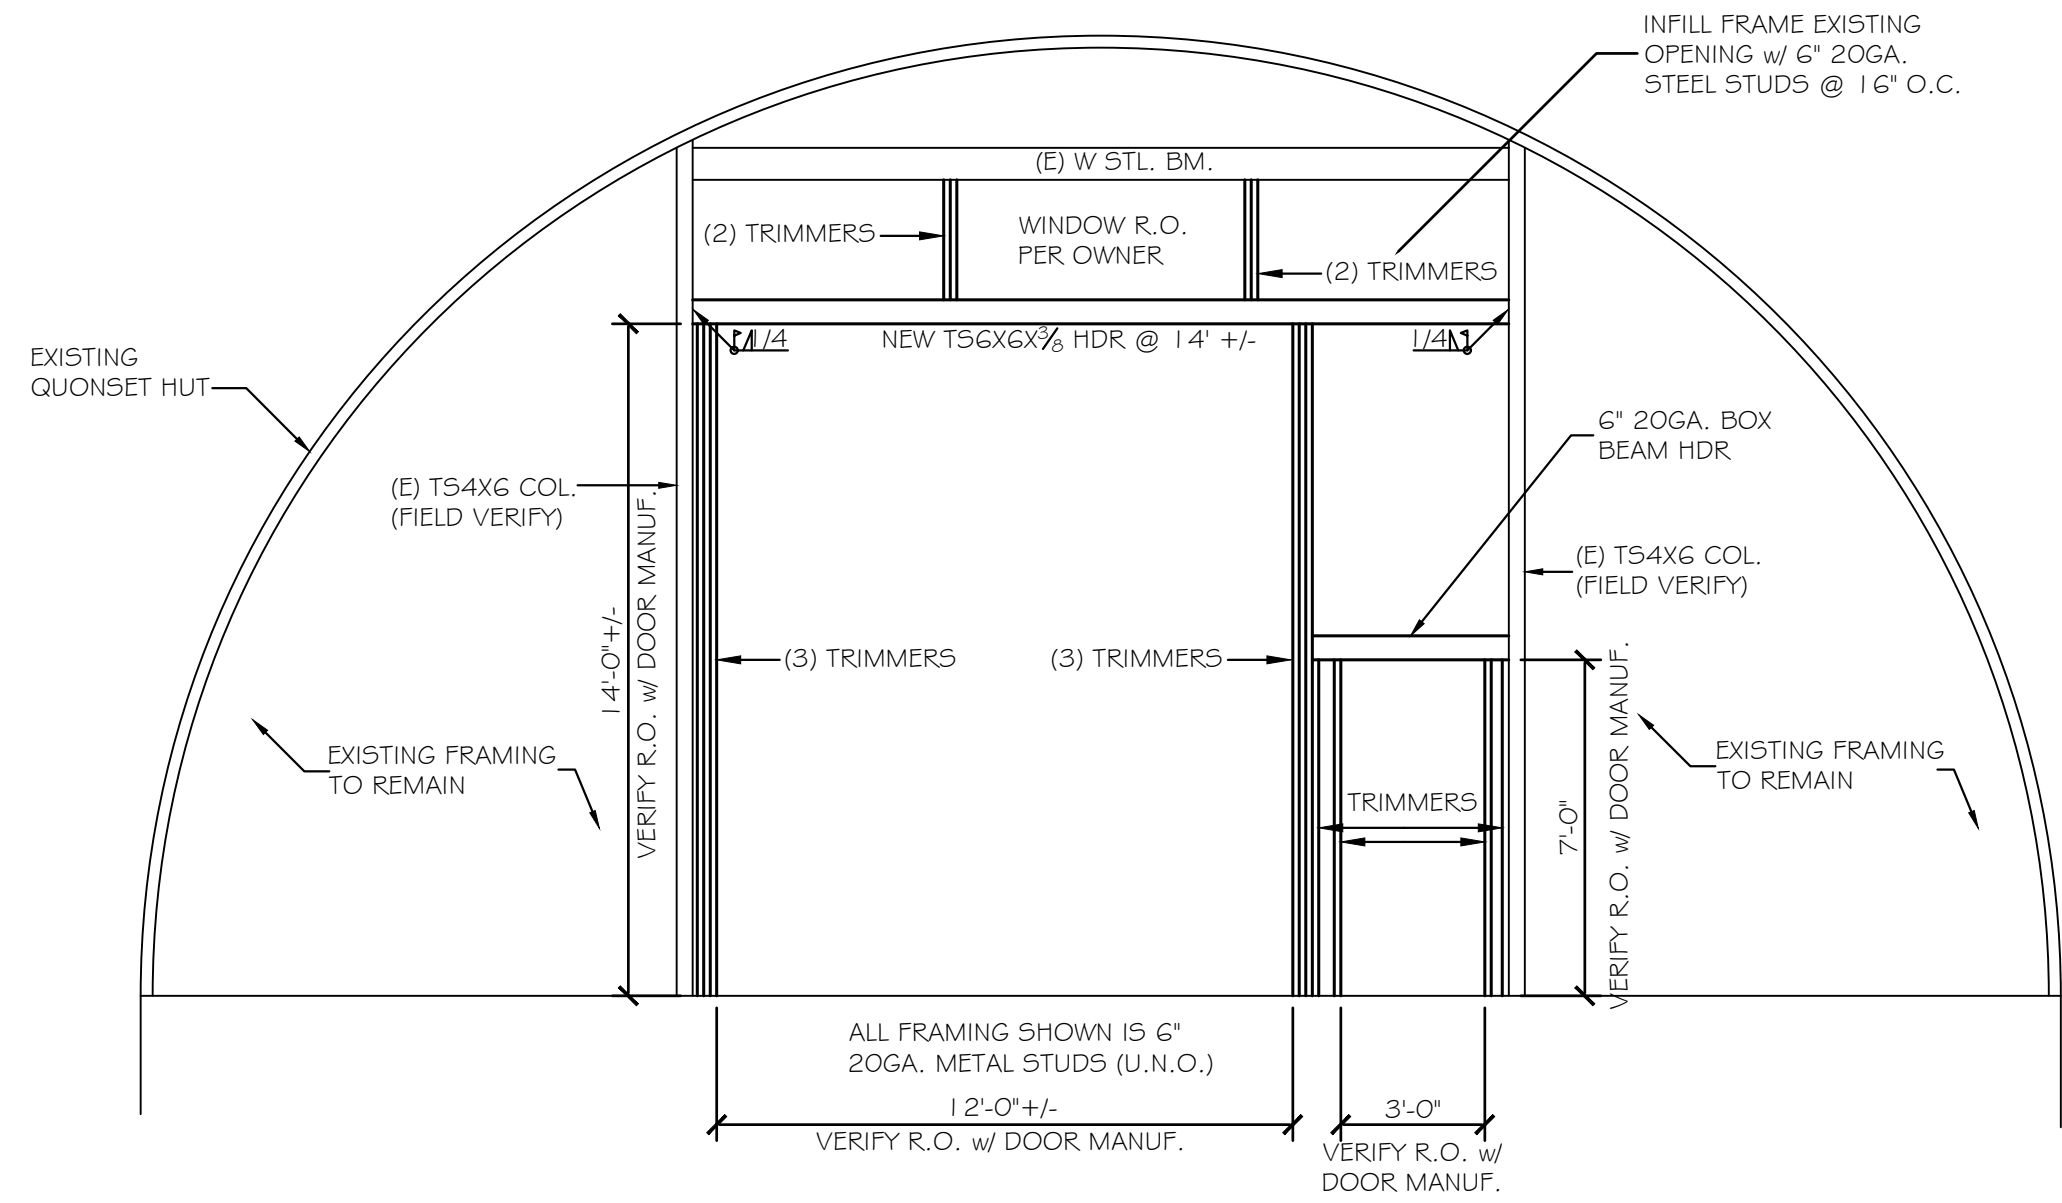 INFILL FRAME EXISTING
OPENING w/ 6" 20GA.
STEEL STUDS @ 16" O.C.
(E) W STL. BM.
(2) TRIMMERS
WINDOW R.O.
PER OWNER
(2) TRIMMERS
1/4
NEW TS6X6X3/8 HDR @ 14' +/-
1/4
EXISTING
QUONSET HUT
6" 20GA. BOX
BEAM HDR
(E) TS4X6 COL.
(FIELD VERIFY)
(E) TS4X6 COL.
(FIELD VERIFY)
14'-0"+/-
VERIFY R.O. w/ DOOR MANUF.
(3) TRIMMERS
(3) TRIMMERS
EXISTING FRAMING
TO REMAIN
TRIMMERS
7'-0"
VERIFY R.O. w/ DOOR MANUF.
EXISTING FRAMING
TO REMAIN
ALL FRAMING SHOWN IS 6"
20GA. METAL STUDS (U.N.O.)
12'-0"+/-
VERIFY R.O. w/ DOOR MANUF.
3'-0"
VERIFY R.O. w/
DOOR MANUF.